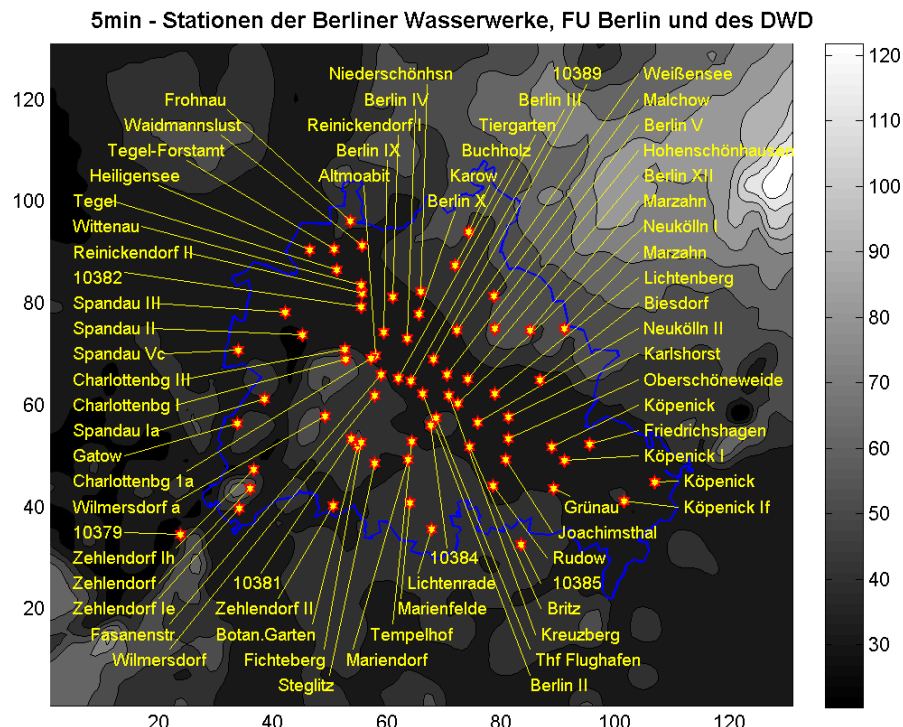 5min - Stationen der Berliner Wasserwerke, FU Berlin und des DWD
Niederschönhsn
10389
Weißensee
Frohnau
Berlin IV
Berlin III
Malchow
Waidmannslust
Reinickendorf I
Tiergarten
Berlin V
Tegel-Forstamt
Berlin IX
Buchholz
Hohenschönhausen
Heiligensee
Altmoabit
Karow
Berlin XII
Tegel
Berlin X
Marzahn
Wittenau
Neukölln I
Reinickendorf II
Marzahn
10382
Lichtenberg
Spandau III
Biesdorf
Spandau II
Neukölln II
Spandau Vc
Karlshorst
Charlottenbg III
Oberschöneweide
Charlottenbg I
Köpenick
Spandau Ia
Friedrichshagen
Gatow
Köpenick I
Charlottenbg 1a
Köpenick
Wilmersdorf a
Grünau
Köpenick If
10379
Joachimsthal
Zehlendorf Ih
10384
Rudow
Zehlendorf
10381
Lichtenrade
10385
Zehlendorf Ie
Zehlendorf II
Marienfelde
Britz
Fasanenstr.
Botan.Garten
Tempelhof
Kreuzberg
Wilmersdorf
Fichteberg
Mariendorf
Thf Flughafen
Steglitz
Berlin II
120
100
80
60
40
20
20
40
60
80
100
120
120
110
100
90
80
70
60
50
40
30